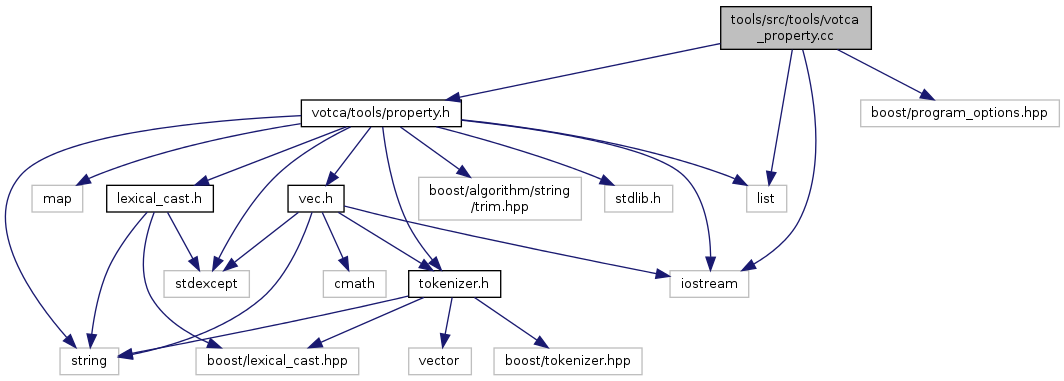 tools/src/tools/votca
_property.cc
votca/tools/property.h
boost/program_options.hpp
map
lexical_cast.h
vec.h
boost/algorithm/string
/trim.hpp
stdlib.h
list
stdexcept
cmath
tokenizer.h
iostream
string
boost/lexical_cast.hpp
vector
boost/tokenizer.hpp